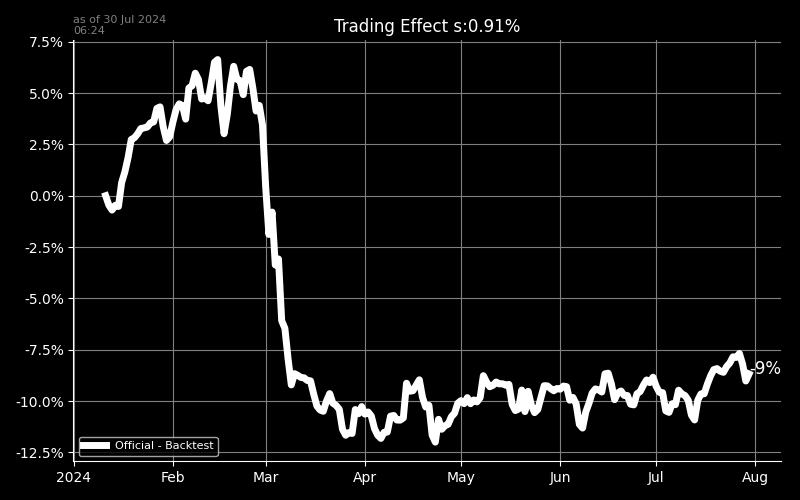 as of 30 Jul 2024
06:24
Trading Effect s:0.91%
7.5%
5.0%
2.5%
0.0%
-2.5%
-5.0%
-7.5%
-10.0%
-12.5%
-9%
Official - Backtest
2024 Feb Mar Apr May Jun Jul Aug